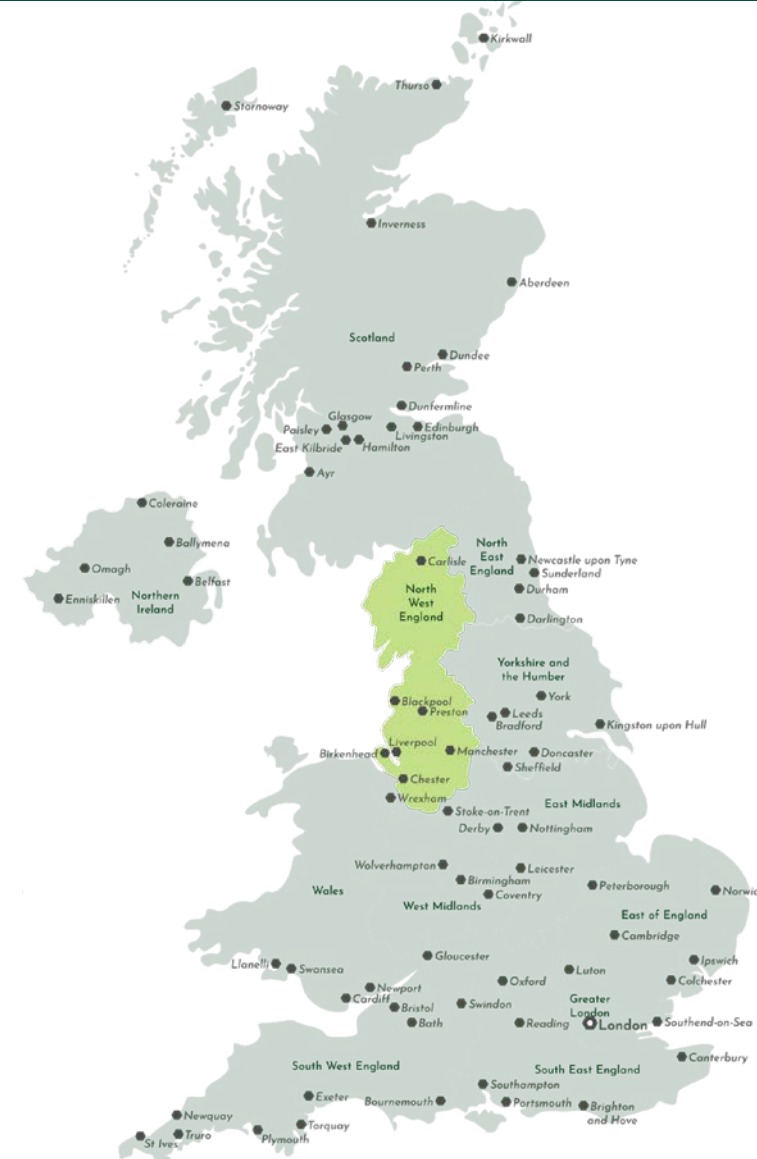 Kirkwall
Thurso
Stornoway
Inverness
Aberdeen
Scotland
Dundee
Perth
Dunfermline
Glasgow
Paisley
Edinburgh
Livingston
East Kilbride
Hamilton
Ayr
Coleraine
Ballymena
North
East
England
Newcastle upon Tyne
Carlisle
Omagh
Sunderland
Belfast
Durham
Enniskillen
Northern
Ireland
North
West
England
Darlington
Yorkshire and
the Humber
York
Blackpool
Preston
Leeds
Bradford
Kingston upon Hull
Liverpool
Birkenhead
Manchester
Doncaster
Sheffield
Chester
Wrexham
East Midlands
Stoke-on-Trent
Derby
Nottingham
Wolverhampton
Leicester
Birmingham
Peterborough
Norwic
Wales
Coventry
West Midlands
East of England
Cambridge
Gloucester
Ipswich
Llanelli
Swansea
Luton
Oxford
Colchester
Newport
Cardiff
Bristol
Swindon
Greater
London
Bath
Reading
London
Southend-on-Sea
Canterbury
South West England
South East England
Southampton
Exeter
Bournemouth
Portsmouth
Brighton
and Hove
Newquay
Torquay
St Ives
Truro
Plymouth